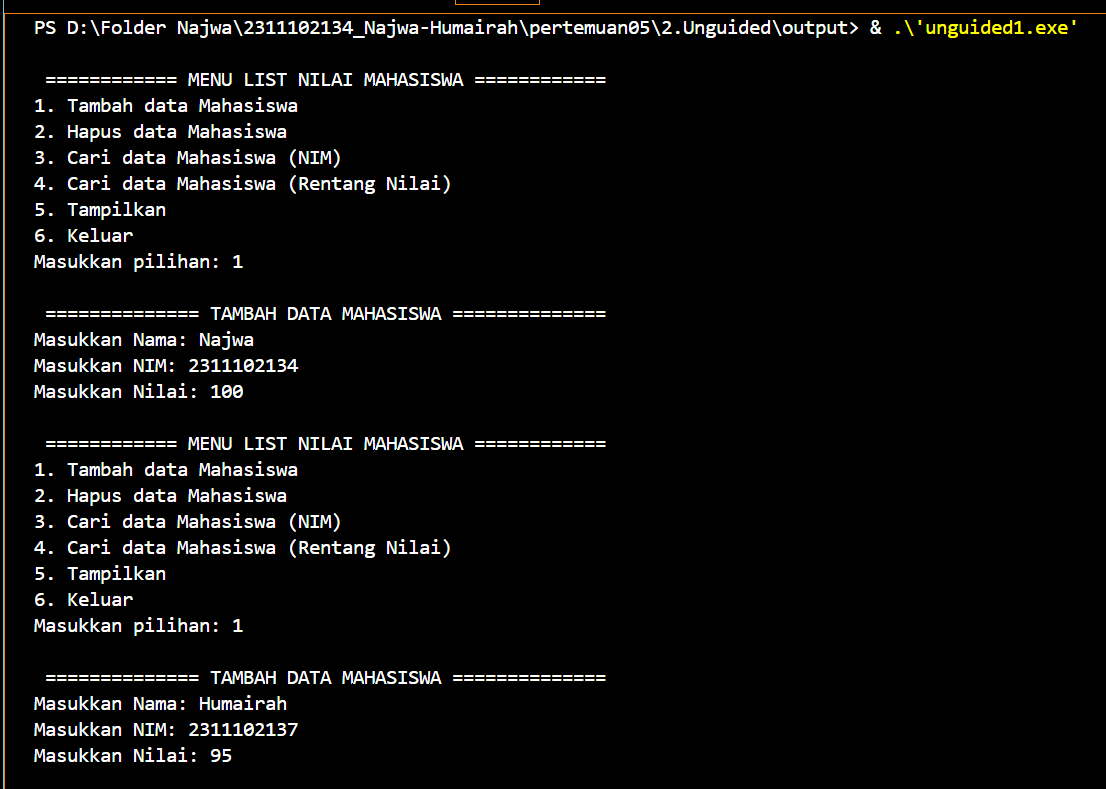 PS D:\Folder Najwa\2311102134_Najwa-Humairah\pertemuan05\2.Unguided\output> & .\'unguided1.exe'
============ MENU LIST NILAI MAHASISWA ============
1. Tambah data Mahasiswa
2. Hapus data Mahasiswa
3. Cari data Mahasiswa (NIM)
4. Cari data Mahasiswa (Rentang Nilai)
5. Tampilkan
6. Keluar
Masukkan pilihan: 1
============== TAMBAH DATA MAHASISWA ==============
Masukkan Nama: Najwa
Masukkan NIM: 2311102134
Masukkan Nilai: 100
============ MENU LIST NILAI MAHASISWA ============
1. Tambah data Mahasiswa
2. Hapus data Mahasiswa
3. Cari data Mahasiswa (NIM)
4. Cari data Mahasiswa (Rentang Nilai)
5. Tampilkan
6. Keluar
Masukkan pilihan: 1
============== TAMBAH DATA MAHASISWA ==============
Masukkan Nama: Humairah
Masukkan NIM: 2311102137
Masukkan Nilai: 95